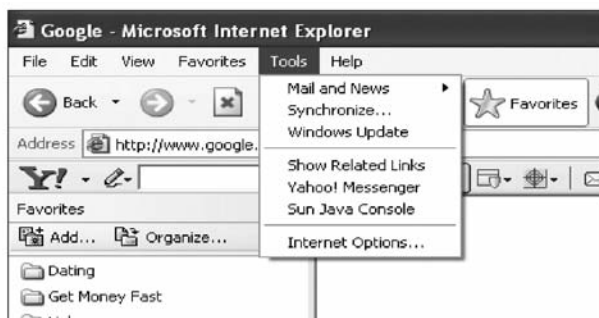 Google - Microsoft Internet Explorer
File Edit View Favorites Tools Help
Back
Mail and News
Synchronize...
Windows Update
Favorites
Address http://www.google.
Show Related Links
Y!
Yahoo! Messenger
Favorites
Sun Java Console
Add... Organize...
Internet Options...
Dating
Get Money Fast